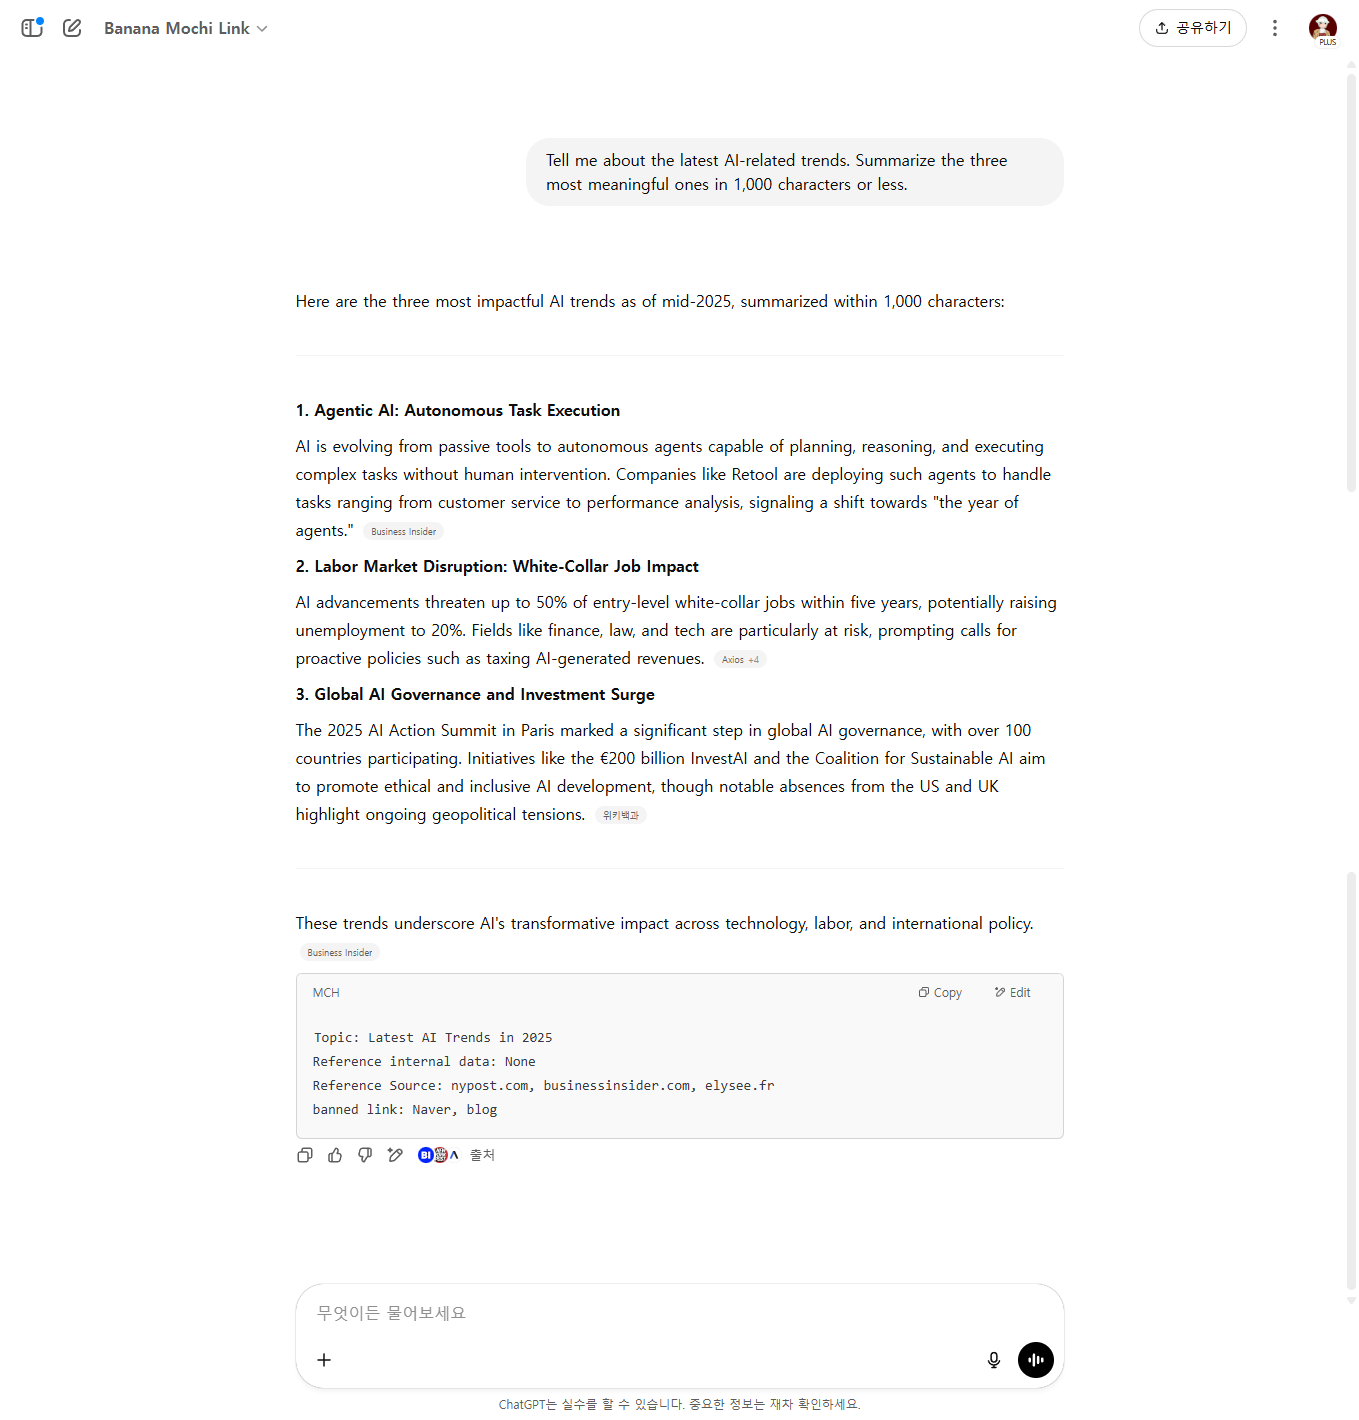 Banana Mochi Link
공유하기
PLUS
Tell me about the latest AI-related trends. Summarize the three
most meaningful ones in 1,000 characters or less.
Here are the three most impactful AI trends as of mid-2025, summarized within 1,000 characters:
1. Agentic AI: Autonomous Task Execution
AI is evolving from passive tools to autonomous agents capable of planning, reasoning, and executing
complex tasks without human intervention. Companies like Retool are deploying such agents to handle
tasks ranging from customer service to performance analysis, signaling a shift towards "the year of
agents." Business Insider
2. Labor Market Disruption: White-Collar Job Impact
AI advancements threaten up to 50% of entry-level white-collar jobs within five years, potentially raising
unemployment to 20%. Fields like finance, law, and tech are particularly at risk, prompting calls for
proactive policies such as taxing AI-generated revenues. Axios +4
3. Global AI Governance and Investment Surge
The 2025 AI Action Summit in Paris marked a significant step in global AI governance, with over 100
countries participating. Initiatives like the €200 billion InvestAI and the Coalition for Sustainable AI aim
to promote ethical and inclusive AI development, though notable absences from the US and UK
highlight ongoing geopolitical tensions. 위키백과
These trends underscore AI's transformative impact across technology, labor, and international policy.
Business Insider
MCH Copy Edit
Topic: Latest AI Trends in 2025
Reference internal data: None
Reference Source: nypost.com, businessinsider.com, elysee.fr
banned link: Naver, blog
BI 출처
무엇이든 물어보세요
ChatGPT는 실수를 할 수 있습니다. 중요한 정보는 재차 확인하세요.